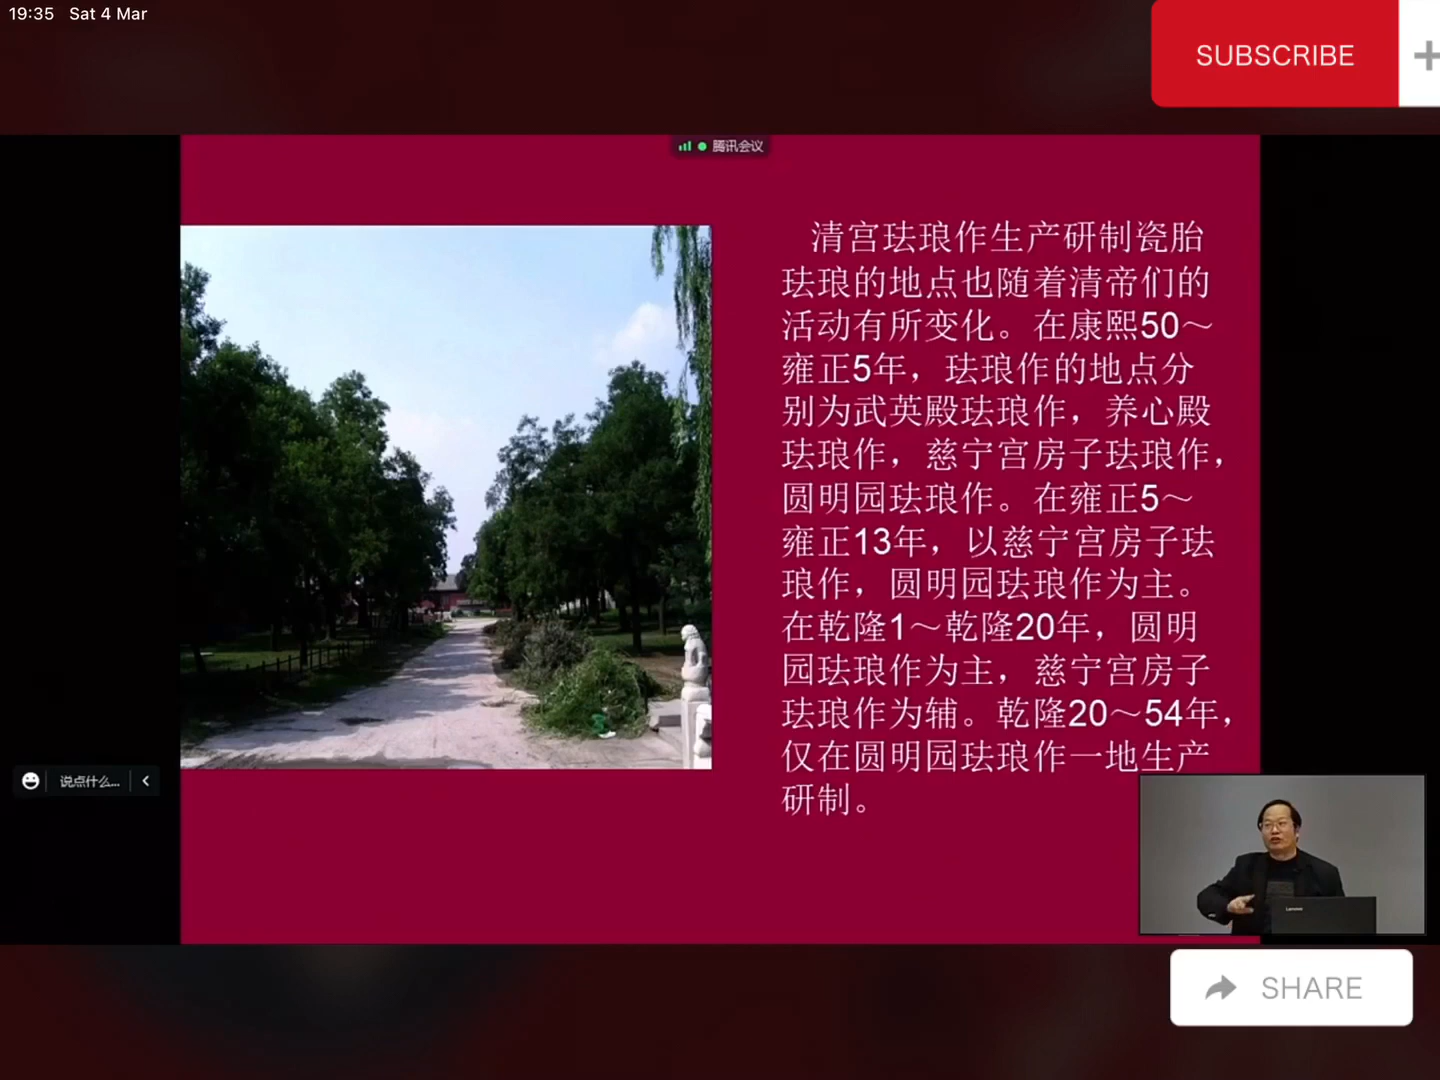 19:35 Sat 4 Mar
SUBSCRIBE
腾讯会议
清宫珐琅作生产研制瓷胎
珐琅的地点也随着清帝们的
活动有所变化。在康熙50～
雍正5年，珐琅作的地点分
别为武英殿珐琅作，养心殿
珐琅作，慈宁宫房子珐琅作，
圆明园珐琅作。在雍正5～
雍正13年，以慈宁宫房子珐
琅作，圆明园珐琅作为主。
在乾隆1～乾隆20年，圆明
园珐琅作为主，慈宁宫房子
珐琅作为辅。乾隆20～54年，
仅在圆明园珐琅作一地生产
研制。
说点什么...
Lenovo
SHARE